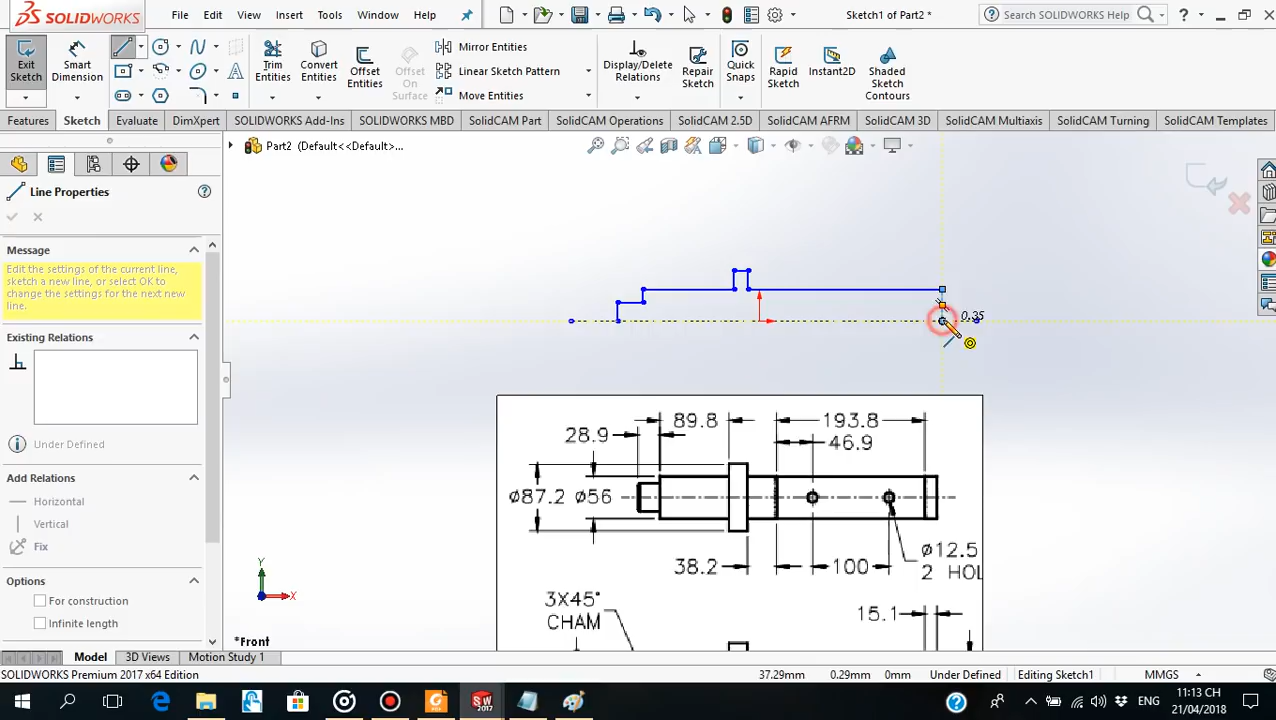 SOLIDWORKS File Edit View Insert Tools Window Help Sketch1 of Part2 * Search SOLIDWORKS Help ?
Exit Sketch Smart Dimension Trim Entities Convert Entities Offset Entities Offset On Surface Mirror Entities Linear Sketch Pattern Move Entities Display/Delete Relations Repair Sketch Quick Snaps Rapid Sketch Instant2D Shaded Sketch Contours
Features Sketch Evaluate DimXpert SOLIDWORKS Add-Ins SOLIDWORKS MBD SolidCAM Part SolidCAM Operations SolidCAM 2.5D SolidCAM AFRM SolidCAM 3D SolidCAM Multiaxis SolidCAM Turning SolidCAM Templates
Part2 (Default<<Default>...
Line Properties
Message
Edit the settings of the current line,
sketch a new line, or select OK to
change the settings for the next new
line.
Existing Relations
Under Defined
Add Relations
Horizontal
Vertical
Fix
Options
For construction
Infinite length
0.35
89.8 193.8
28.9 46.9
ø87.2 ø56
ø12.5
38.2 100 2 HOL
3X45°
CHAM
15.1
Y
X
*Front
Model 3D Views Motion Study 1
SOLIDWORKS Premium 2017 x64 Edition 37.29mm 0.29mm 0mm Under Defined Editing Sketch1 MMGS
SW 2017 ? ENG 11:13 CH
21/04/2018